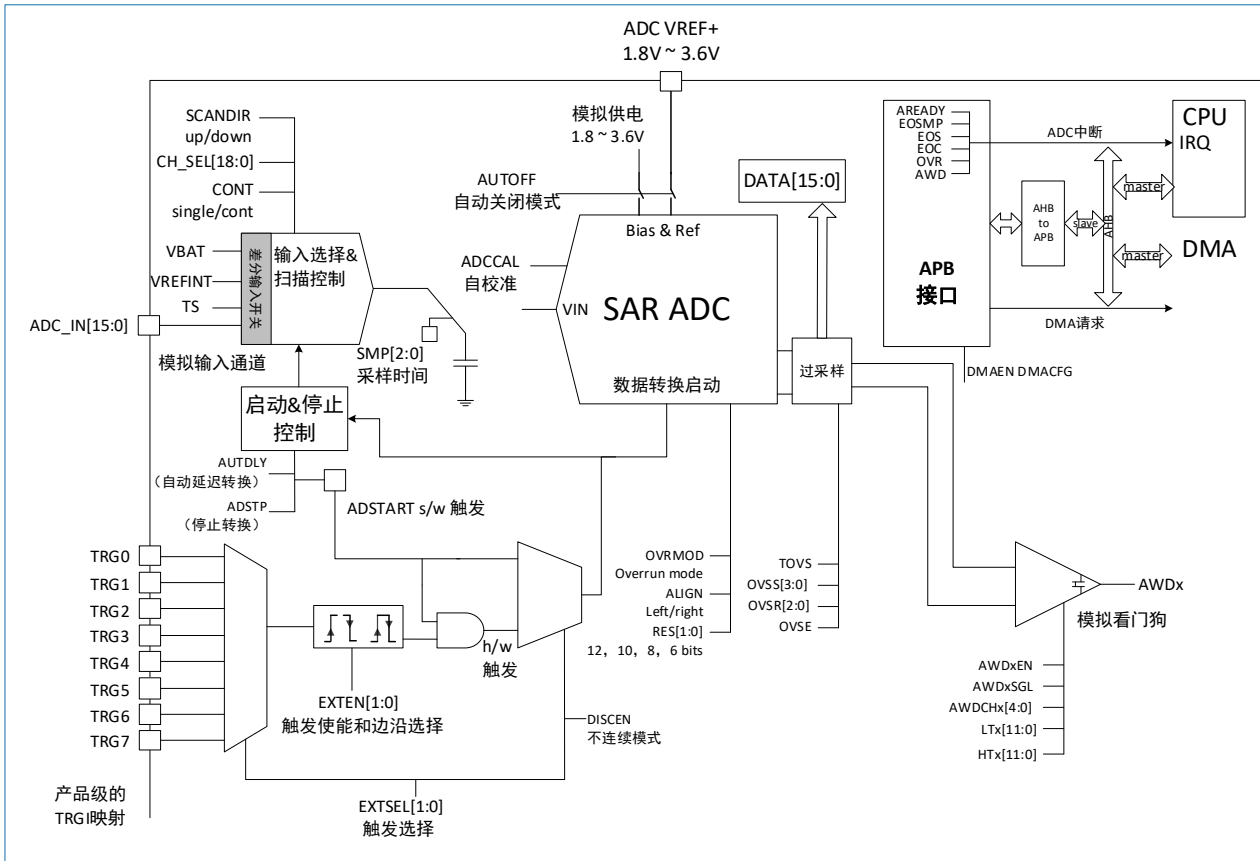 ADC VREF+
1.8V ~ 3.6V
SCANDIR
up/down
CH_SEL[18:0]
CONT
single/cont
模拟供电
1.8 ~ 3.6V
AUTOFF
自动关闭模式
DATA[15:0]
AREADY
EOSMP
EOS
EOC
OVR
AWD
ADC中断
CPU
IRQ
master
AHB
to
APB
slave
AHB
master
DMA
APB
接口
DMA请求
DMAEN DMACFG
VBAT
VREFINT
TS
ADC_IN[15:0]
模拟输入通道
差分输入开关
输入选择&
扫描控制
SMP[2:0]
采样时间
ADCCAL
自校准
VIN
Bias & Ref
SAR ADC
数据转换启动
过采样
启动&停止
控制
AUTDLY
（自动延迟转换）
ADSTP
（停止转换）
ADSTART s/w 触发
TRG0
TRG1
TRG2
TRG3
TRG4
TRG5
TRG6
TRG7
产品级的
TRGI映射
EXTEN[1:0]
触发使能和边沿选择
h/w
触发
EXTSEL[1:0]
触发选择
DISCEN
不连续模式
OVRMOD
Overrun mode
ALIGN
Left/right
RES[1:0]
12，10，8，6 bits
TOVS
OVSS[3:0]
OVSR[2:0]
OVSE
AWDx
模拟看门狗
AWDxEN
AWDxSGL
AWDCHx[4:0]
LTx[11:0]
HTx[11:0]